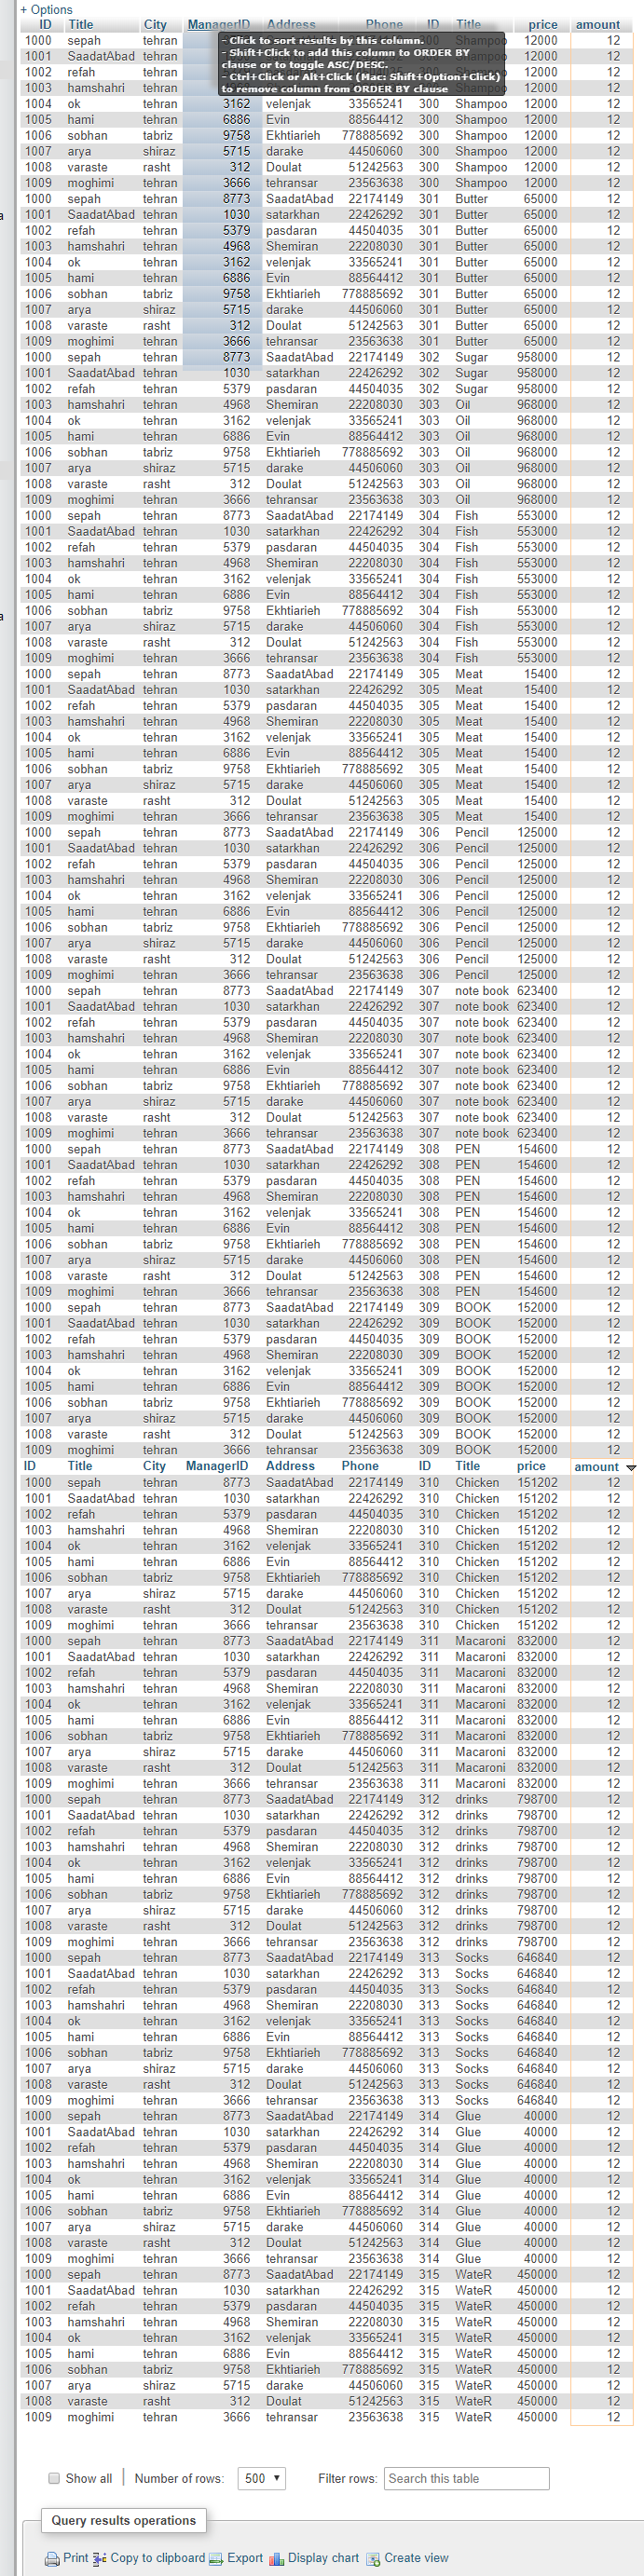 + Options
ID Title City ManagerID Address Phone ID Title price amount
1000 sepah tehran Shampoo 12000 12
- Click to sort results by this column.
1001 SaadatAbad tehran Shampoo 12000 12
- Shift+Click to add this column to ORDER BY
clause or to toggle ASC/DESC.
1002 refah tehran Shampoo 12000 12
- Ctrl+Click or Alt+Click (Mac: Shift+Option+Click)
1003 hamshahri tehran Shampoo 12000 12
to remove column from ORDER BY clause
1004 ok tehran 3162 velenjak 33565241 300 Shampoo 12000 12
1005 hami tehran 6886 Evin 88564412 300 Shampoo 12000 12
1006 sobhan tabriz 9758 Ekhtiarieh 778885692 300 Shampoo 12000 12
1007 arya shiraz 5715 darake 44506060 300 Shampoo 12000 12
1008 varaste rasht 312 Doulat 51242563 300 Shampoo 12000 12
1009 moghimi tehran 3666 tehransar 23563638 300 Shampoo 12000 12
1000 sepah tehran 8773 SaadatAbad 22174149 301 Butter 65000 12
1001 SaadatAbad tehran 1030 satarkhan 22426292 301 Butter 65000 12
1002 refah tehran 5379 pasdaran 44504035 301 Butter 65000 12
1003 hamshahri tehran 4968 Shemiran 22208030 301 Butter 65000 12
1004 ok tehran 3162 velenjak 33565241 301 Butter 65000 12
1005 hami tehran 6886 Evin 88564412 301 Butter 65000 12
1006 sobhan tabriz 9758 Ekhtiarieh 778885692 301 Butter 65000 12
1007 arya shiraz 5715 darake 44506060 301 Butter 65000 12
1008 varaste rasht 312 Doulat 51242563 301 Butter 65000 12
1009 moghimi tehran 3666 tehransar 23563638 301 Butter 65000 12
1000 sepah tehran 8773 SaadatAbad 22174149 302 Sugar 958000 12
1001 SaadatAbad tehran 1030 satarkhan 22426292 302 Sugar 958000 12
1002 refah tehran 5379 pasdaran 44504035 302 Sugar 958000 12
1003 hamshahri tehran 4968 Shemiran 22208030 303 Oil 968000 12
1004 ok tehran 3162 velenjak 33565241 303 Oil 968000 12
1005 hami tehran 6886 Evin 88564412 303 Oil 968000 12
1006 sobhan tabriz 9758 Ekhtiarieh 778885692 303 Oil 968000 12
1007 arya shiraz 5715 darake 44506060 303 Oil 968000 12
1008 varaste rasht 312 Doulat 51242563 303 Oil 968000 12
1009 moghimi tehran 3666 tehransar 23563638 303 Oil 968000 12
1000 sepah tehran 8773 SaadatAbad 22174149 304 Fish 553000 12
1001 SaadatAbad tehran 1030 satarkhan 22426292 304 Fish 553000 12
1002 refah tehran 5379 pasdaran 44504035 304 Fish 553000 12
1003 hamshahri tehran 4968 Shemiran 22208030 304 Fish 553000 12
1004 ok tehran 3162 velenjak 33565241 304 Fish 553000 12
1005 hami tehran 6886 Evin 88564412 304 Fish 553000 12
1006 sobhan tabriz 9758 Ekhtiarieh 778885692 304 Fish 553000 12
1007 arya shiraz 5715 darake 44506060 304 Fish 553000 12
1008 varaste rasht 312 Doulat 51242563 304 Fish 553000 12
1009 moghimi tehran 3666 tehransar 23563638 304 Fish 553000 12
1000 sepah tehran 8773 SaadatAbad 22174149 305 Meat 15400 12
1001 SaadatAbad tehran 1030 satarkhan 22426292 305 Meat 15400 12
1002 refah tehran 5379 pasdaran 44504035 305 Meat 15400 12
1003 hamshahri tehran 4968 Shemiran 22208030 305 Meat 15400 12
1004 ok tehran 3162 velenjak 33565241 305 Meat 15400 12
1005 hami tehran 6886 Evin 88564412 305 Meat 15400 12
1006 sobhan tabriz 9758 Ekhtiarieh 778885692 305 Meat 15400 12
1007 arya shiraz 5715 darake 44506060 305 Meat 15400 12
1008 varaste rasht 312 Doulat 51242563 305 Meat 15400 12
1009 moghimi tehran 3666 tehransar 23563638 305 Meat 15400 12
1000 sepah tehran 8773 SaadatAbad 22174149 306 Pencil 125000 12
1001 SaadatAbad tehran 1030 satarkhan 22426292 306 Pencil 125000 12
1002 refah tehran 5379 pasdaran 44504035 306 Pencil 125000 12
1003 hamshahri tehran 4968 Shemiran 22208030 306 Pencil 125000 12
1004 ok tehran 3162 velenjak 33565241 306 Pencil 125000 12
1005 hami tehran 6886 Evin 88564412 306 Pencil 125000 12
1006 sobhan tabriz 9758 Ekhtiarieh 778885692 306 Pencil 125000 12
1007 arya shiraz 5715 darake 44506060 306 Pencil 125000 12
1008 varaste rasht 312 Doulat 51242563 306 Pencil 125000 12
1009 moghimi tehran 3666 tehransar 23563638 306 Pencil 125000 12
1000 sepah tehran 8773 SaadatAbad 22174149 307 note book 623400 12
1001 SaadatAbad tehran 1030 satarkhan 22426292 307 note book 623400 12
1002 refah tehran 5379 pasdaran 44504035 307 note book 623400 12
1003 hamshahri tehran 4968 Shemiran 22208030 307 note book 623400 12
1004 ok tehran 3162 velenjak 33565241 307 note book 623400 12
1005 hami tehran 6886 Evin 88564412 307 note book 623400 12
1006 sobhan tabriz 9758 Ekhtiarieh 778885692 307 note book 623400 12
1007 arya shiraz 5715 darake 44506060 307 note book 623400 12
1008 varaste rasht 312 Doulat 51242563 307 note book 623400 12
1009 moghimi tehran 3666 tehransar 23563638 307 note book 623400 12
1000 sepah tehran 8773 SaadatAbad 22174149 308 PEN 154600 12
1001 SaadatAbad tehran 1030 satarkhan 22426292 308 PEN 154600 12
1002 refah tehran 5379 pasdaran 44504035 308 PEN 154600 12
1003 hamshahri tehran 4968 Shemiran 22208030 308 PEN 154600 12
1004 ok tehran 3162 velenjak 33565241 308 PEN 154600 12
1005 hami tehran 6886 Evin 88564412 308 PEN 154600 12
1006 sobhan tabriz 9758 Ekhtiarieh 778885692 308 PEN 154600 12
1007 arya shiraz 5715 darake 44506060 308 PEN 154600 12
1008 varaste rasht 312 Doulat 51242563 308 PEN 154600 12
1009 moghimi tehran 3666 tehransar 23563638 308 PEN 154600 12
1000 sepah tehran 8773 SaadatAbad 22174149 309 BOOK 152000 12
1001 SaadatAbad tehran 1030 satarkhan 22426292 309 BOOK 152000 12
1002 refah tehran 5379 pasdaran 44504035 309 BOOK 152000 12
1003 hamshahri tehran 4968 Shemiran 22208030 309 BOOK 152000 12
1004 ok tehran 3162 velenjak 33565241 309 BOOK 152000 12
1005 hami tehran 6886 Evin 88564412 309 BOOK 152000 12
1006 sobhan tabriz 9758 Ekhtiarieh 778885692 309 BOOK 152000 12
1007 arya shiraz 5715 darake 44506060 309 BOOK 152000 12
1008 varaste rasht 312 Doulat 51242563 309 BOOK 152000 12
1009 moghimi tehran 3666 tehransar 23563638 309 BOOK 152000 12
ID Title City ManagerID Address Phone ID Title price amount
1000 sepah tehran 8773 SaadatAbad 22174149 310 Chicken 151202 12
1001 SaadatAbad tehran 1030 satarkhan 22426292 310 Chicken 151202 12
1002 refah tehran 5379 pasdaran 44504035 310 Chicken 151202 12
1003 hamshahri tehran 4968 Shemiran 22208030 310 Chicken 151202 12
1004 ok tehran 3162 velenjak 33565241 310 Chicken 151202 12
1005 hami tehran 6886 Evin 88564412 310 Chicken 151202 12
1006 sobhan tabriz 9758 Ekhtiarieh 778885692 310 Chicken 151202 12
1007 arya shiraz 5715 darake 44506060 310 Chicken 151202 12
1008 varaste rasht 312 Doulat 51242563 310 Chicken 151202 12
1009 moghimi tehran 3666 tehransar 23563638 310 Chicken 151202 12
1000 sepah tehran 8773 SaadatAbad 22174149 311 Macaroni 832000 12
1001 SaadatAbad tehran 1030 satarkhan 22426292 311 Macaroni 832000 12
1002 refah tehran 5379 pasdaran 44504035 311 Macaroni 832000 12
1003 hamshahri tehran 4968 Shemiran 22208030 311 Macaroni 832000 12
1004 ok tehran 3162 velenjak 33565241 311 Macaroni 832000 12
1005 hami tehran 6886 Evin 88564412 311 Macaroni 832000 12
1006 sobhan tabriz 9758 Ekhtiarieh 778885692 311 Macaroni 832000 12
1007 arya shiraz 5715 darake 44506060 311 Macaroni 832000 12
1008 varaste rasht 312 Doulat 51242563 311 Macaroni 832000 12
1009 moghimi tehran 3666 tehransar 23563638 311 Macaroni 832000 12
1000 sepah tehran 8773 SaadatAbad 22174149 312 drinks 798700 12
1001 SaadatAbad tehran 1030 satarkhan 22426292 312 drinks 798700 12
1002 refah tehran 5379 pasdaran 44504035 312 drinks 798700 12
1003 hamshahri tehran 4968 Shemiran 22208030 312 drinks 798700 12
1004 ok tehran 3162 velenjak 33565241 312 drinks 798700 12
1005 hami tehran 6886 Evin 88564412 312 drinks 798700 12
1006 sobhan tabriz 9758 Ekhtiarieh 778885692 312 drinks 798700 12
1007 arya shiraz 5715 darake 44506060 312 drinks 798700 12
1008 varaste rasht 312 Doulat 51242563 312 drinks 798700 12
1009 moghimi tehran 3666 tehransar 23563638 312 drinks 798700 12
1000 sepah tehran 8773 SaadatAbad 22174149 313 Socks 646840 12
1001 SaadatAbad tehran 1030 satarkhan 22426292 313 Socks 646840 12
1002 refah tehran 5379 pasdaran 44504035 313 Socks 646840 12
1003 hamshahri tehran 4968 Shemiran 22208030 313 Socks 646840 12
1004 ok tehran 3162 velenjak 33565241 313 Socks 646840 12
1005 hami tehran 6886 Evin 88564412 313 Socks 646840 12
1006 sobhan tabriz 9758 Ekhtiarieh 778885692 313 Socks 646840 12
1007 arya shiraz 5715 darake 44506060 313 Socks 646840 12
1008 varaste rasht 312 Doulat 51242563 313 Socks 646840 12
1009 moghimi tehran 3666 tehransar 23563638 313 Socks 646840 12
1000 sepah tehran 8773 SaadatAbad 22174149 314 Glue 40000 12
1001 SaadatAbad tehran 1030 satarkhan 22426292 314 Glue 40000 12
1002 refah tehran 5379 pasdaran 44504035 314 Glue 40000 12
1003 hamshahri tehran 4968 Shemiran 22208030 314 Glue 40000 12
1004 ok tehran 3162 velenjak 33565241 314 Glue 40000 12
1005 hami tehran 6886 Evin 88564412 314 Glue 40000 12
1006 sobhan tabriz 9758 Ekhtiarieh 778885692 314 Glue 40000 12
1007 arya shiraz 5715 darake 44506060 314 Glue 40000 12
1008 varaste rasht 312 Doulat 51242563 314 Glue 40000 12
1009 moghimi tehran 3666 tehransar 23563638 314 Glue 40000 12
1000 sepah tehran 8773 SaadatAbad 22174149 315 WateR 450000 12
1001 SaadatAbad tehran 1030 satarkhan 22426292 315 WateR 450000 12
1002 refah tehran 5379 pasdaran 44504035 315 WateR 450000 12
1003 hamshahri tehran 4968 Shemiran 22208030 315 WateR 450000 12
1004 ok tehran 3162 velenjak 33565241 315 WateR 450000 12
1005 hami tehran 6886 Evin 88564412 315 WateR 450000 12
1006 sobhan tabriz 9758 Ekhtiarieh 778885692 315 WateR 450000 12
1007 arya shiraz 5715 darake 44506060 315 WateR 450000 12
1008 varaste rasht 312 Doulat 51242563 315 WateR 450000 12
1009 moghimi tehran 3666 tehransar 23563638 315 WateR 450000 12
Show all Number of rows: 500 Filter rows: Search this table
Query results operations
Print Copy to clipboard Export Display chart Create view